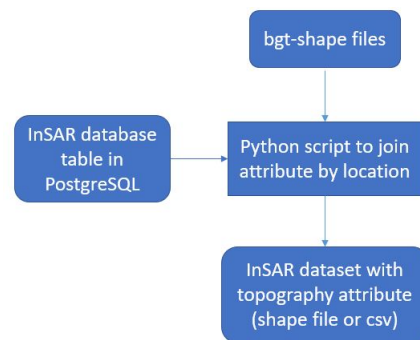 bgt-shape files
InSAR database
table in
PostgreSQL
Python script to join
attribute by location
InSAR dataset with
topography attribute
(shape file or csv)